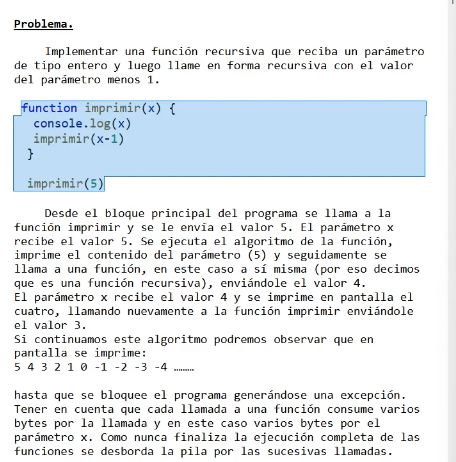 Problema.
Implementar una función recursiva que reciba un parámetro
de tipo entero y luego llame en forma recursiva con el valor
del parámetro menos 1.
function imprimir(x) {
console.log(x)
imprimir(x-1)
}
imprimir(5)
Desde el bloque principal del programa se llama a la
función imprimir y se le envía el valor 5. El parámetro x
recibe el valor 5. Se ejecuta el algoritmo de la función,
imprime el contenido del parámetro (5) y seguidamente se
llama a una función, en este caso a sí misma (por eso decimos
que es una función recursiva), enviándole el valor 4.
El parámetro x recibe el valor 4 y se imprime en pantalla el
cuatro, llamando nuevamente a la función imprimir enviándole
el valor 3.
Si continuamos este algoritmo podremos observar que en
pantalla se imprime:
5 4 3 2 1 0 -1 -2 -3 -4 ………
hasta que se bloquee el programa generándose una excepción.
Tener en cuenta que cada llamada a una función consume varios
bytes por la llamada y en este caso varios bytes por el
parámetro x. Como nunca finaliza la ejecución completa de las
funciones se desborda la pila por las sucesivas llamadas.